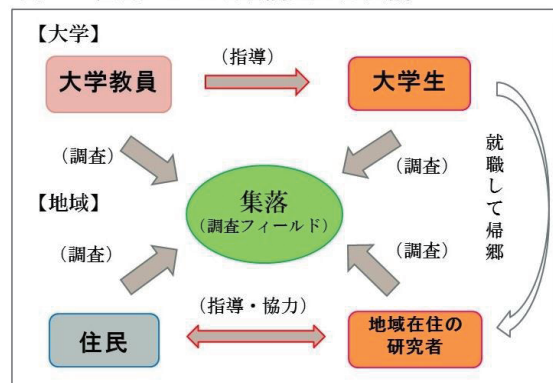 【大学】
(指導)
大学教員
大学生
(調査)
(調査)
就職して帰郷
【地域】
集落
(調査フィールド)
(調査)
(調査)
(指導・協力)
住民
地域在住の
研究者